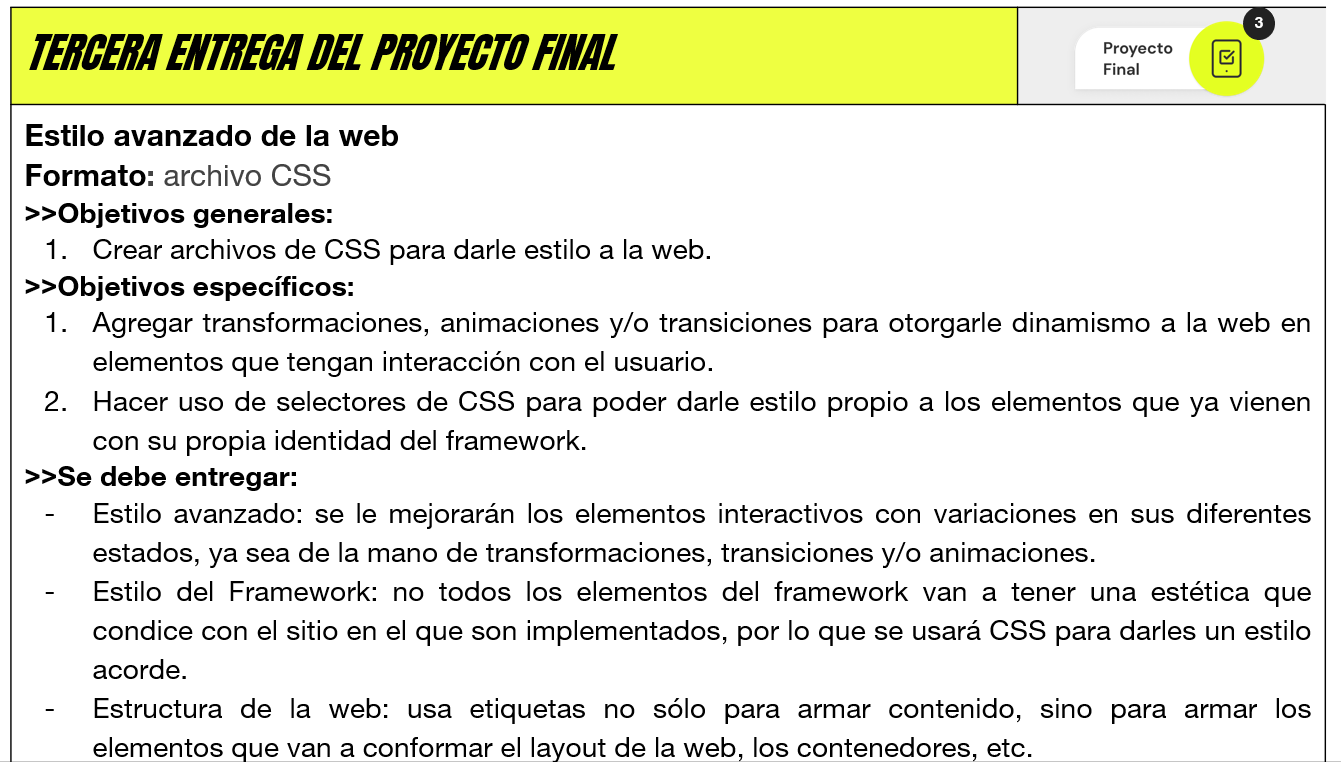 TERCERA ENTREGA DEL PROYECTO FINAL
Proyecto
Final
3
Estilo avanzado de la web
Formato: archivo CSS
>>Objetivos generales:
1. Crear archivos de CSS para darle estilo a la web.
>>Objetivos específicos:
1. Agregar transformaciones, animaciones y/o transiciones para otorgarle dinamismo a la web en
elementos que tengan interacción con el usuario.
2. Hacer uso de selectores de CSS para poder darle estilo propio a los elementos que ya vienen
con su propia identidad del framework.
>>Se debe entregar:
- Estilo avanzado: se le mejorarán los elementos interactivos con variaciones en sus diferentes
estados, ya sea de la mano de transformaciones, transiciones y/o animaciones.
- Estilo del Framework: no todos los elementos del framework van a tener una estética que
condice con el sitio en el que son implementados, por lo que se usará CSS para darles un estilo
acorde.
- Estructura de la web: usa etiquetas no sólo para armar contenido, sino para armar los
elementos que van a conformar el layout de la web, los contenedores, etc.